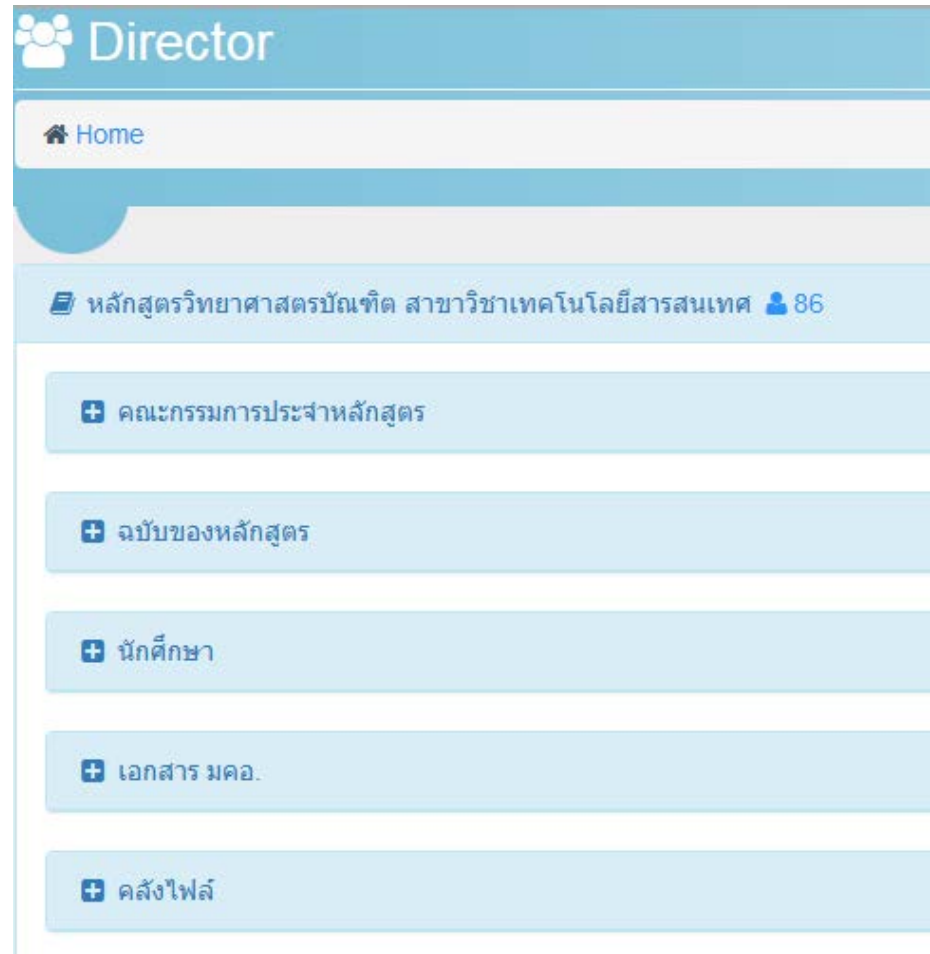 Director
Home
หลักสูตรวิทยาศาสตรบัณฑิต สาขาวิชาเทคโนโลยีสารสนเทศ 86
คณะกรรมการประจำหลักสูตร
ฉบับของหลักสูตร
นักศึกษา
เอกสาร มคอ.
คลังไฟล์